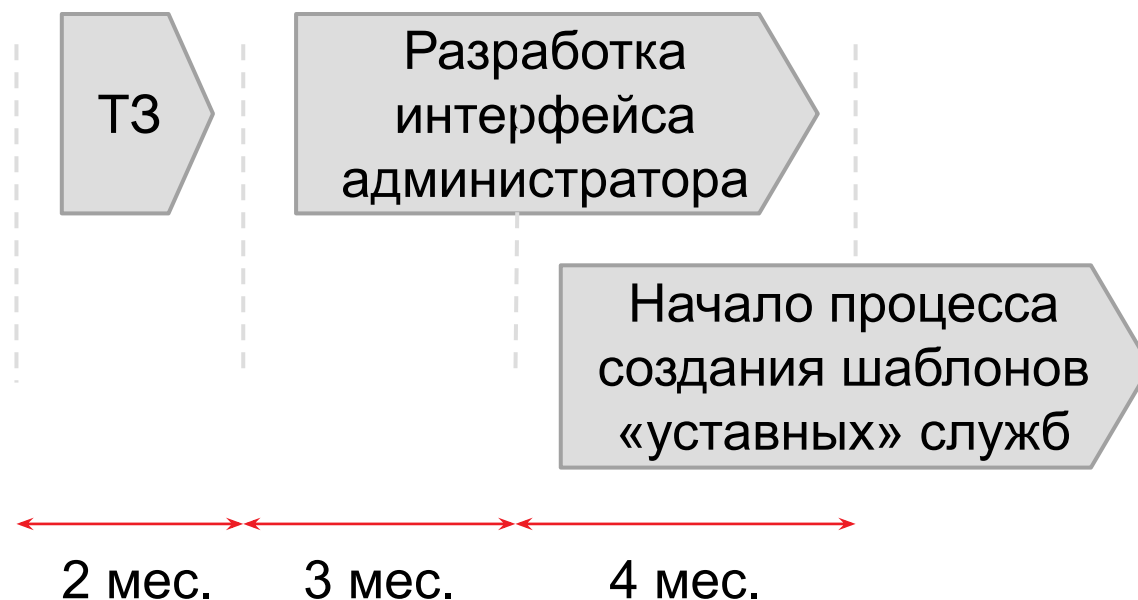 ТЗ
Разработка
интерфейса
администратора
Начало процесса
создания шаблонов
«уставных» служб
2 мес.
3 мес.
4 мес.